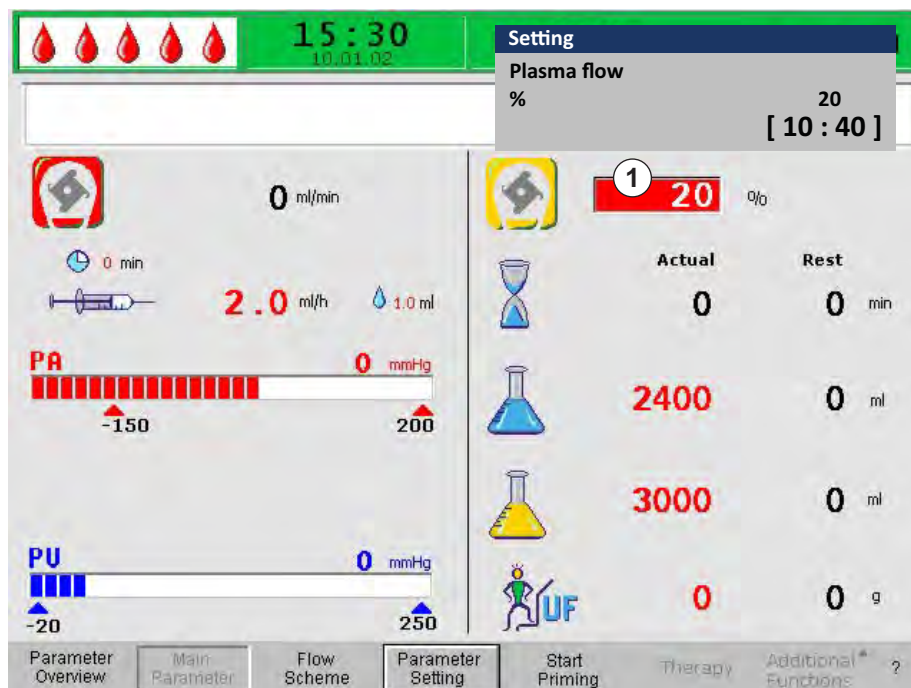 15:30
10.01.02
Setting
Plasma flow
% 20
[ 10 : 40 ]
0 ml/min
1
20 %
0 min
2.0 ml/h 1.0 ml
Actual Rest
0 0 min
PA 0 mmHg
-150 200
2400 0 ml
3000 0 ml
PV 0 mmHg
-20 250
UF 0 0 g
Parameter Overview
Main Parameter
Flow Scheme
Parameter Setting
Start Priming
Therapy
Additional Functions
?